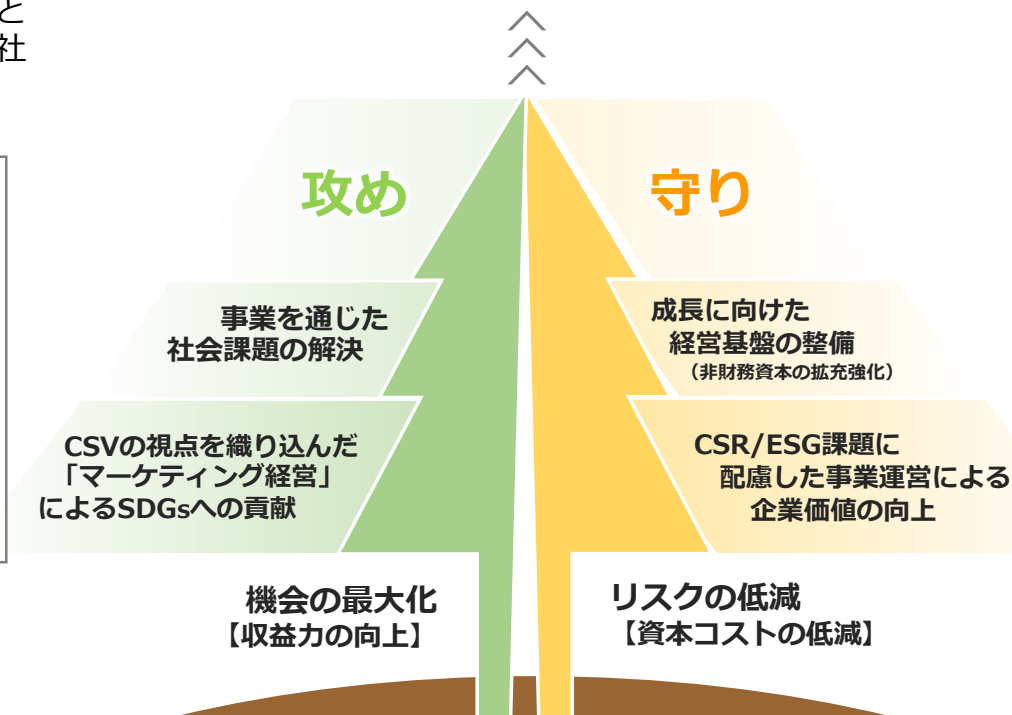 と
社
攻め
守り
事業を通じた
社会課題の解決
成長に向けた
経営基盤の整備
（非財務資本の拡充強化）
CSVの視点を織り込んだ
「マーケティング経営」
によるSDGsへの貢献
CSR/ESG課題に
配慮した事業運営による
企業価値の向上
機会の最大化
【収益力の向上】
リスクの低減
【資本コストの低減】